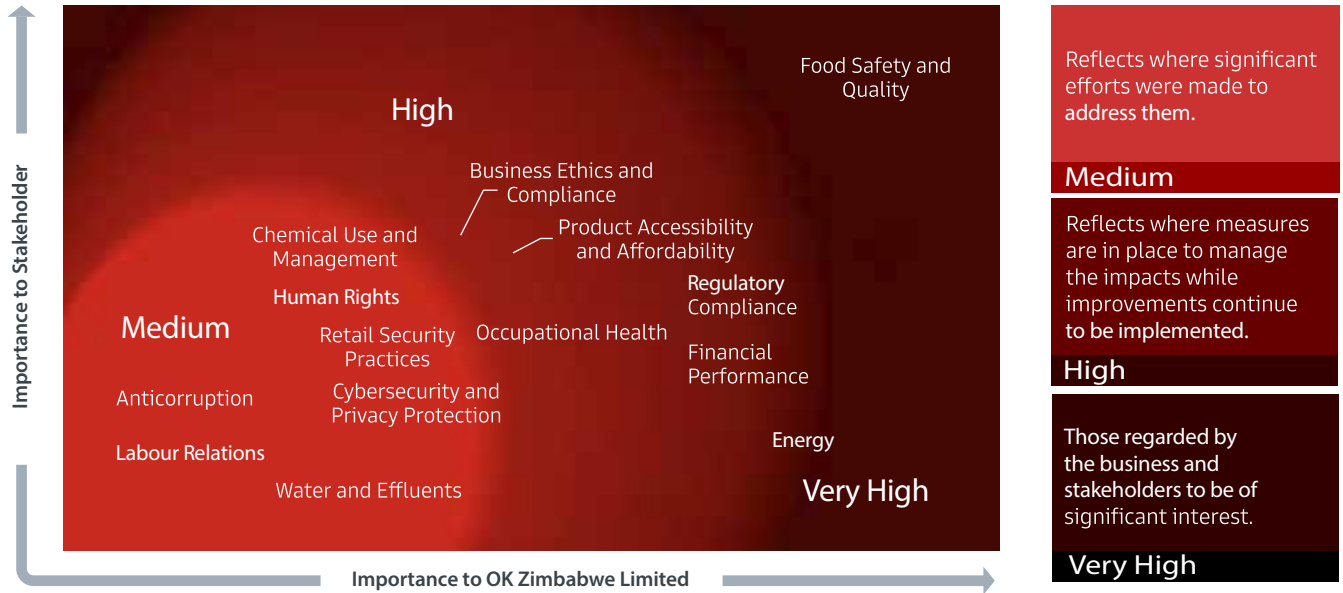 Importance to Stakeholder
High
Food Safety and
Quality
Business Ethics and
Compliance
Product Accessibility
and Affordability
Chemical Use and
Management
Human Rights
Regulatory
Compliance
Medium
Retail Security
Practices
Occupational Health
Financial
Performance
Anticorruption
Cybersecurity and
Privacy Protection
Labour Relations
Energy
Water and Effluents
Very High
Importance to OK Zimbabwe Limited
Reflects where significant
efforts were made to
address them.
Medium
Reflects where measures
are in place to manage
the impacts while
improvements continue
to be implemented.
High
Those regarded by
the business and
stakeholders to be of
significant interest.
Very High